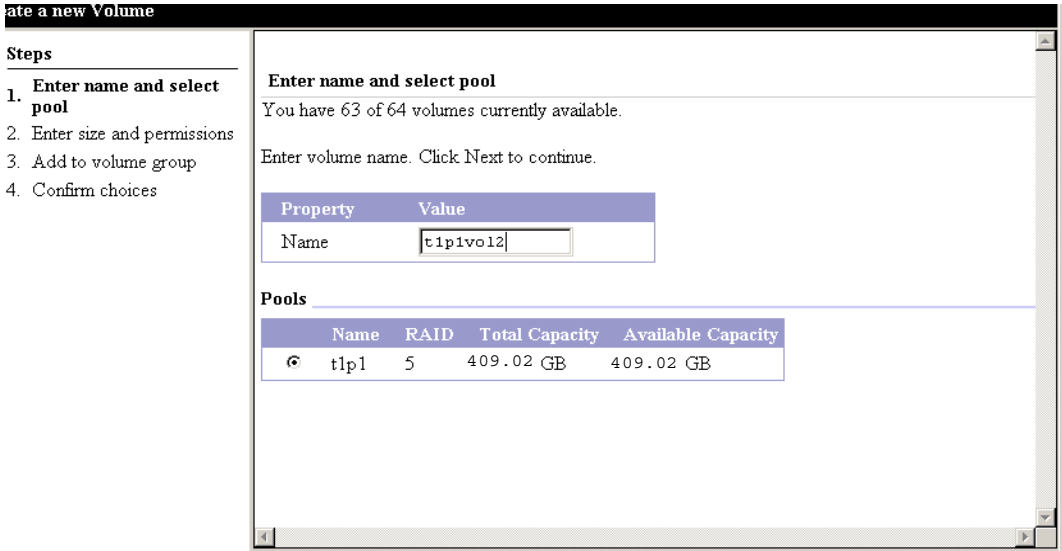 eate a new Volume
Steps
1. Enter name and select
pool
2. Enter size and permissions
3. Add to volume group
4. Confirm choices
Enter name and select pool
You have 63 of 64 volumes currently available.
Enter volume name. Click Next to continue.
Property Value
Name t1p1vol2
Pools
Name RAID Total Capacity Available Capacity
t1p1 5 409.02 GB 409.02 GB